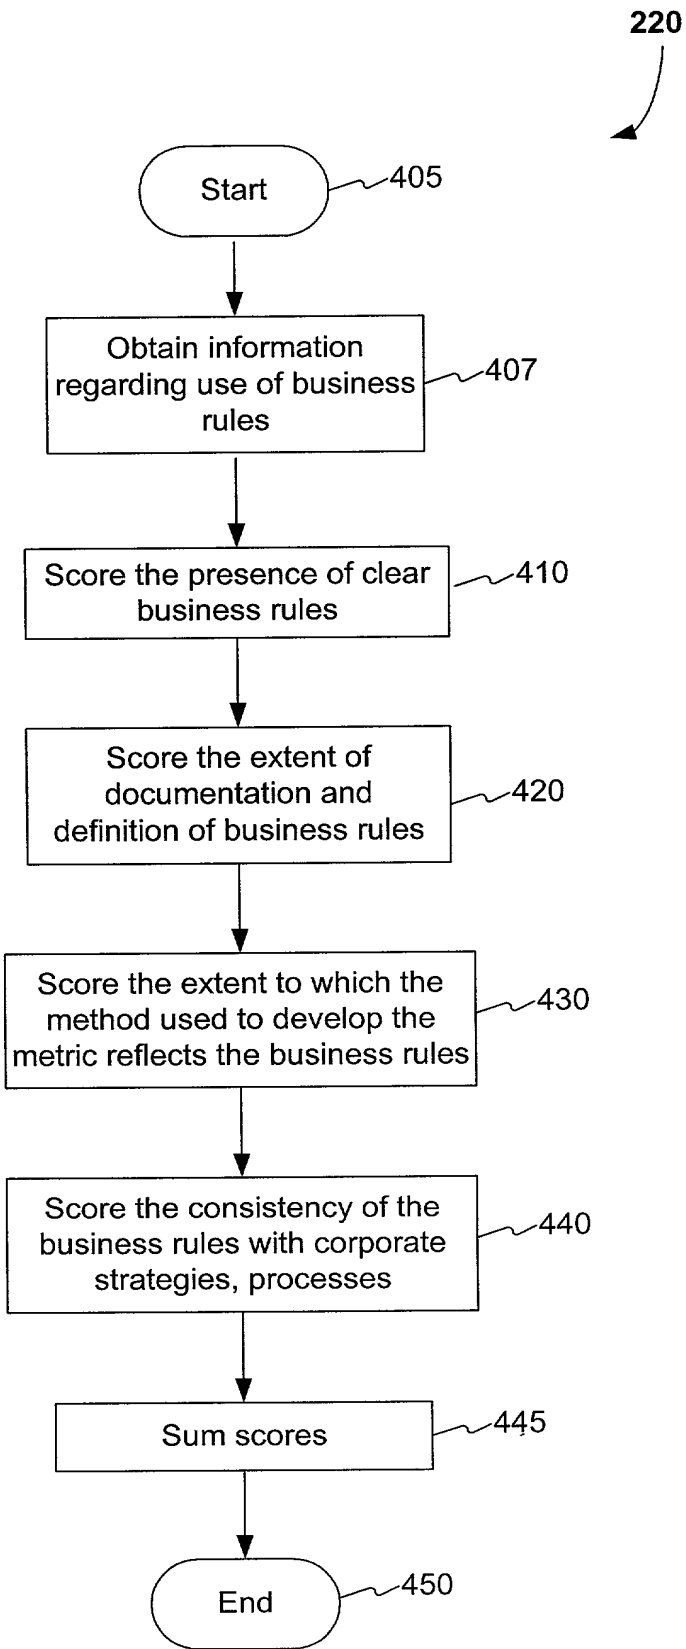 220
Start
405
Obtain information
regarding use of business
rules
407
Score the presence of clear
business rules
410
Score the extent of
documentation and
definition of business rules
420
Score the extent to which the
method used to develop the
metric reflects the business rules
430
Score the consistency of the
business rules with corporate
strategies, processes
440
Sum scores
445
End
450